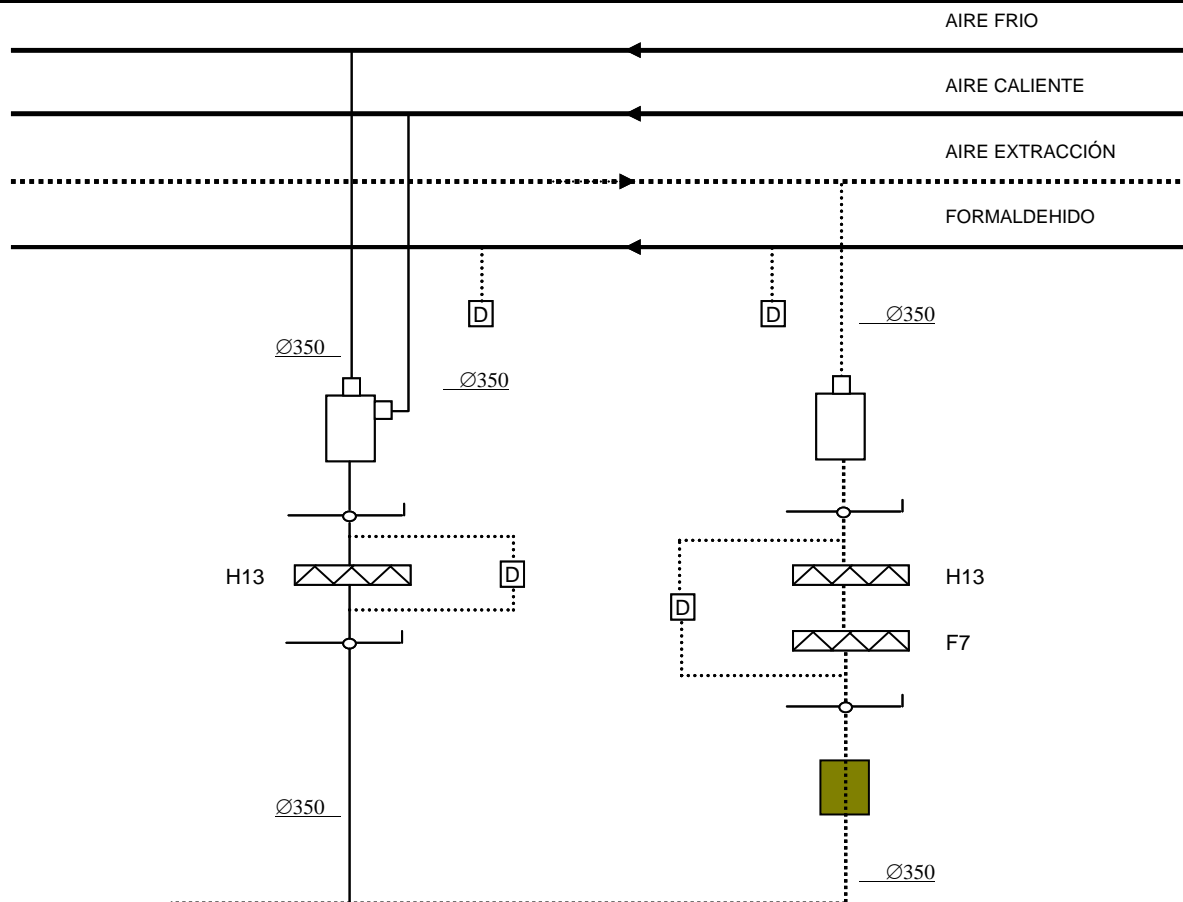 AIRE FRIO
AIRE CALIENTE
AIRE EXTRACCIÓN
FORMALDEHIDO
D
D
∅350
∅350
∅350
H13
D
H13
D
F7
∅350
∅350